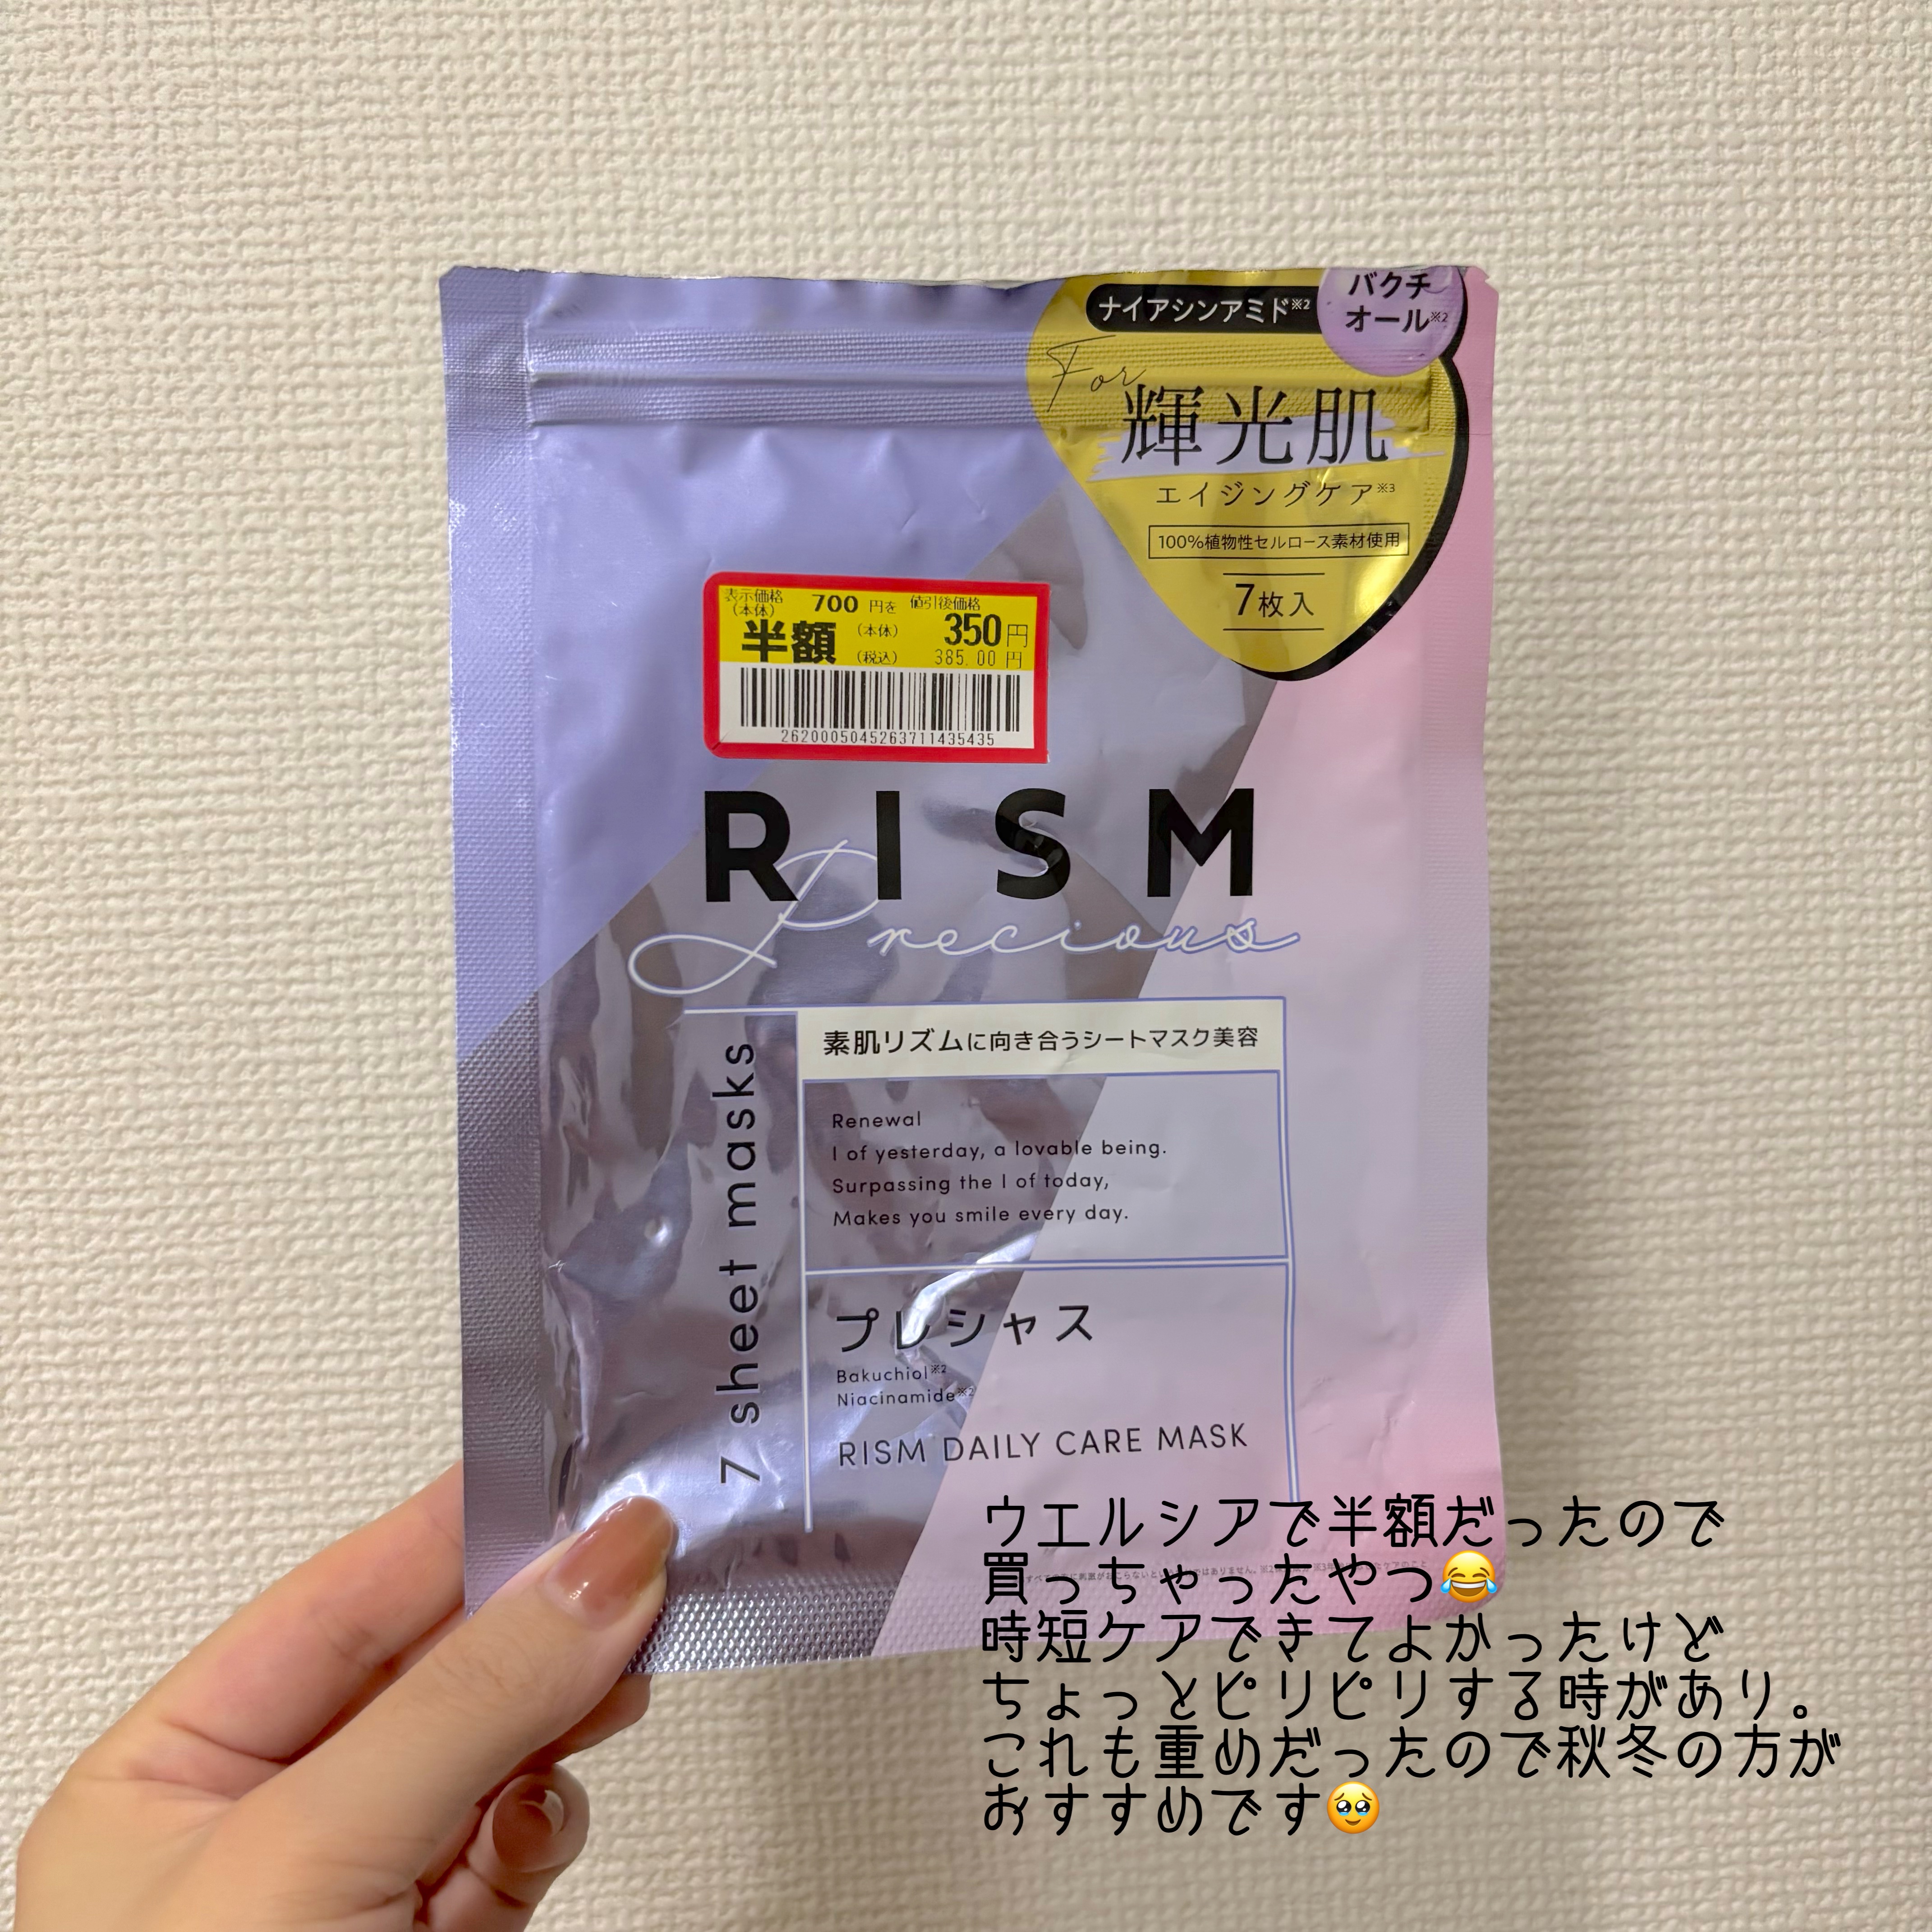 ナイアシンアミド※2
バクチ
オール※2
For
輝光肌
エイジングケア※3
100%植物性セルロース素材使用
7枚入
表示価格
(本体)
700 円を
値引後価格
半額
(本体)
350円
(税込)
385.00 円
2620005045263711435435
RISM
Precious
素肌リズムに向き合うシートマスク美容
7 sheet masks
Renewal
I of yesterday, a lovable being.
Surpassing the I of today,
Makes you smile every day.
プレシャス
Bakuchiol※2
Niacinamide※2
RISM DAILY CARE MASK
ウエルシアで半額だったので
買っちゃったやつ😂
時短ケアできてよかったけど
ちょっとピリピリする時があり。
これも重めだったので秋冬の方が
おすすめです🥹